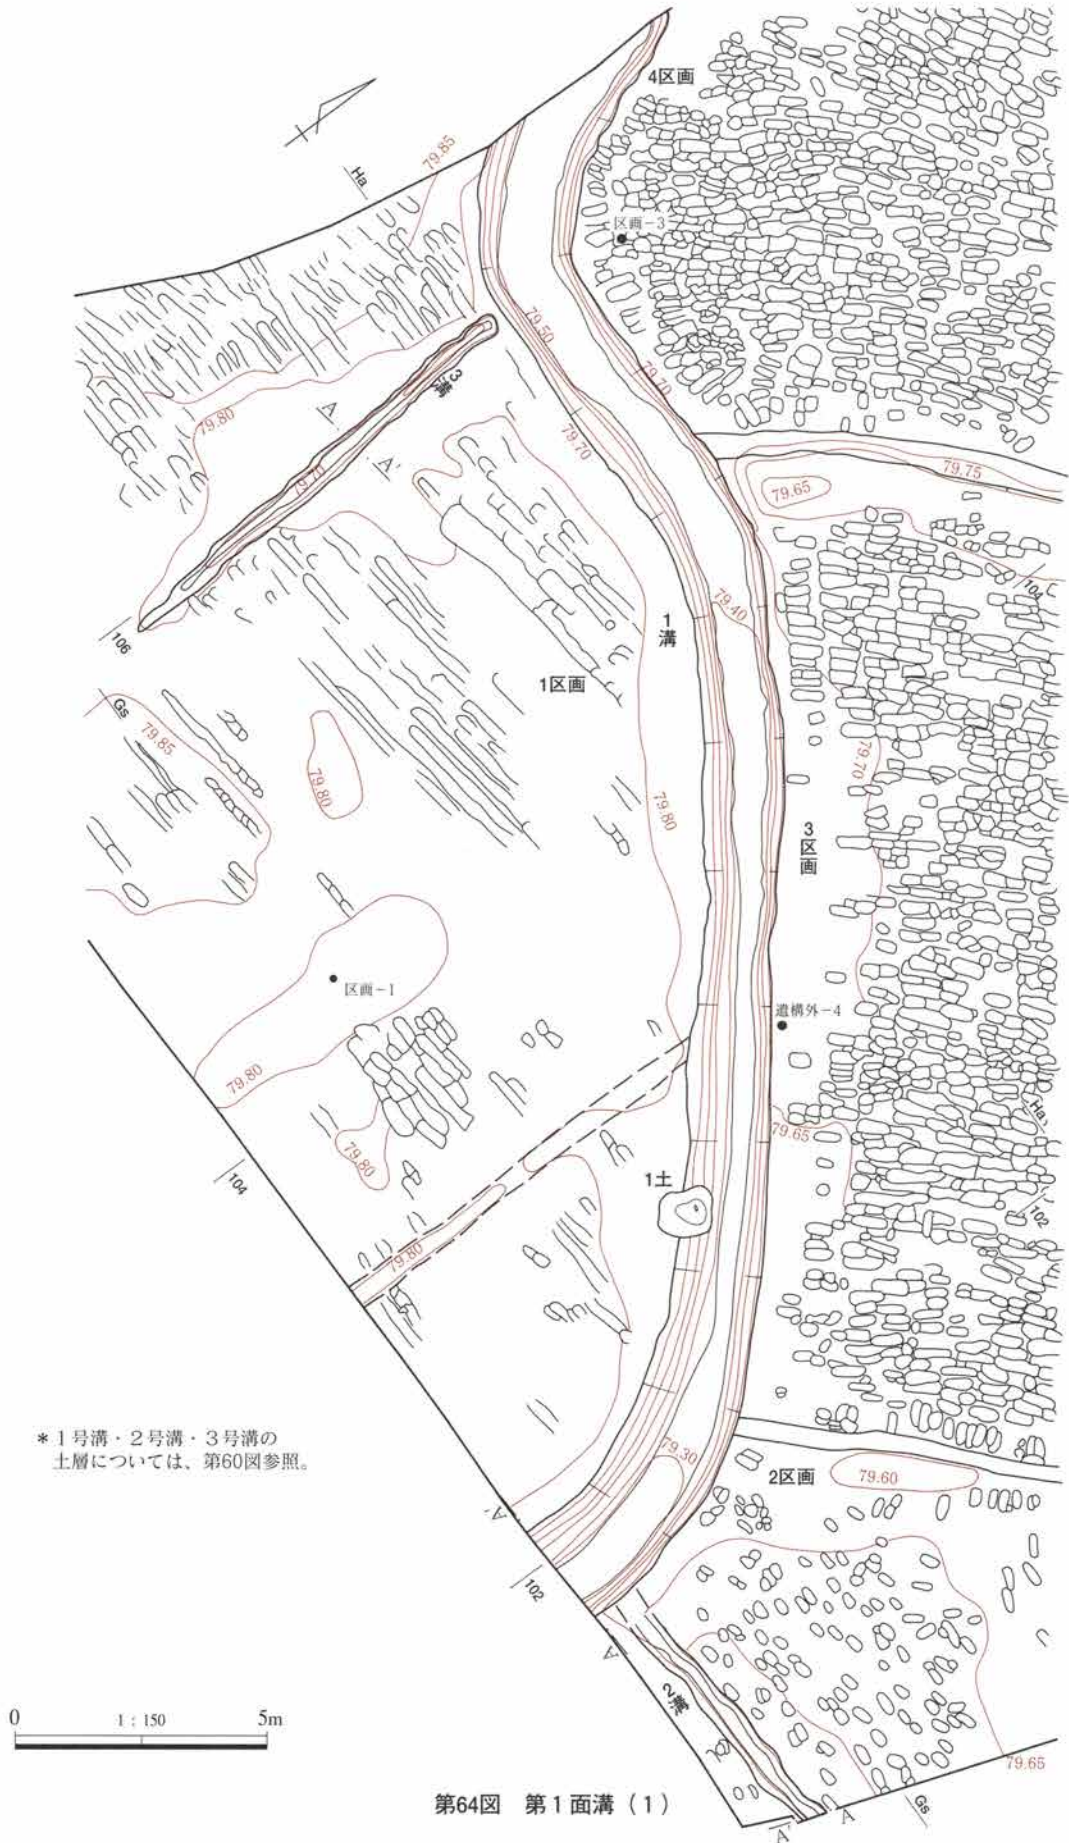 4区画
79.85
Ha
区画-3
79.50
3溝
79.70
79.80
A
A'
79.70
79.70
79.75
79.65
104
106
79.40
1溝
1区画
Gs
79.85
79.80
79.80
79.70
3区画
区画-1
遺構外-4
79.80
Ha
79.65
79.80
104
1土
102
79.80
*1号溝・2号溝・3号溝の
土層については、第60図参照。
79.30
2区画
79.60
A'
102
A
2溝
0
1:150
5m
79.65
Gs
A
A'
第64図 第1面溝(1)